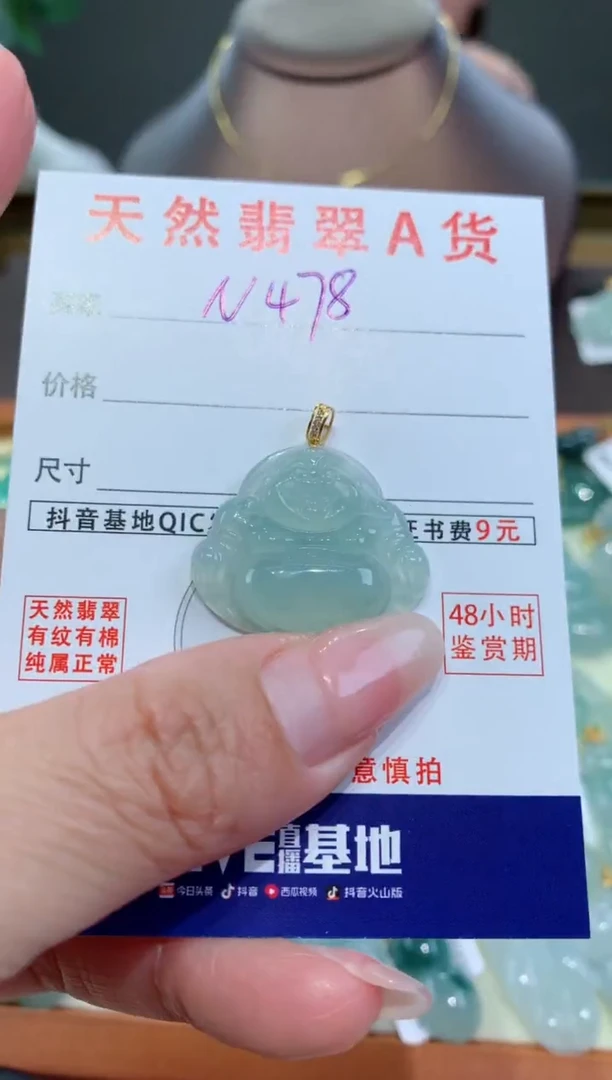 天然翡翠A货
N478
价格
尺寸
抖音基地QIC
证书费9元
天然翡翠
有纹有棉
纯属正常
48小时
鉴赏期
意慎拍
VE直播基地
今日头条 抖音 西瓜视频 抖音火山版